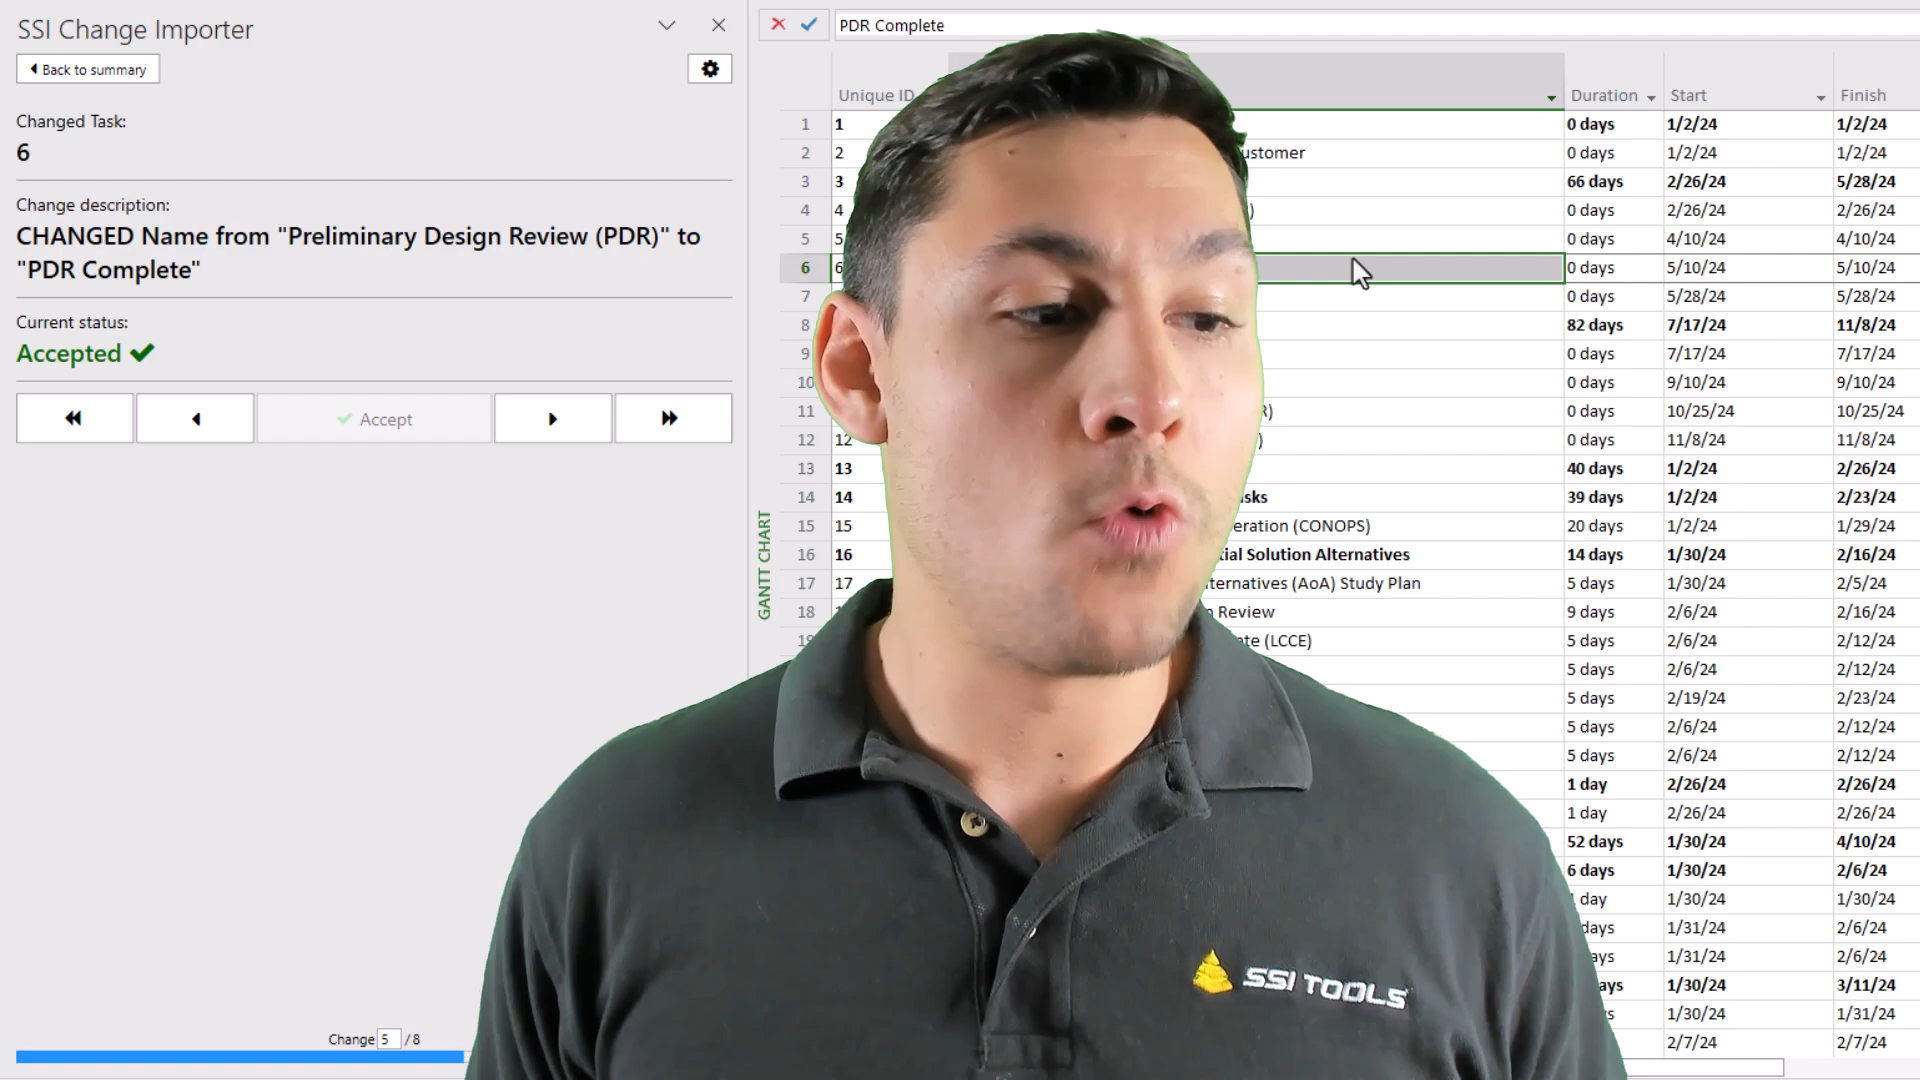 SSI Change Importer
Back to summary
Changed Task:
6
Change description:
CHANGED Name from "Preliminary Design Review (PDR)" to
"PDR Complete"
Current status:
Accepted
Accept
Change 5 / 8
PDR Complete
Unique ID Duration Start Finish
1 1 0 days 1/2/24 1/2/24
2 2 0 days 1/2/24 1/2/24
3 3 66 days 2/26/24 5/28/24
4 4 ) 0 days 2/26/24 2/26/24
5 5 0 days 4/10/24 4/10/24
6 6 0 days 5/10/24 5/10/24
7 0 days 5/28/24 5/28/24
8 82 days 7/17/24 11/8/24
9 0 days 7/17/24 7/17/24
10 0 days 9/10/24 9/10/24
11 0 days 10/25/24 10/25/24
12 12 ) 0 days 11/8/24 11/8/24
13 13 40 days 1/2/24 2/26/24
14 14 39 days 1/2/24 2/23/24
15 15 (CONOPS) 20 days 1/2/24 1/29/24
16 16 Solution Alternatives 14 days 1/30/24 2/16/24
17 17 (AoA) Study Plan 5 days 1/30/24 2/5/24
18 Review 9 days 2/6/24 2/16/24
19 (LCCE) 5 days 2/6/24 2/12/24
5 days 2/6/24 2/12/24
5 days 2/19/24 2/23/24
5 days 2/6/24 2/12/24
5 days 2/6/24 2/12/24
1 day 2/26/24 2/26/24
1 day 2/26/24 2/26/24
52 days 1/30/24 4/10/24
6 days 1/30/24 2/6/24
day 1/30/24 1/30/24
days 1/31/24 2/6/24
1/31/24 2/6/24
1/30/24 3/11/24
1/30/24 1/31/24
2/7/24 2/7/24
GANTT CHART
SSI TOOLS